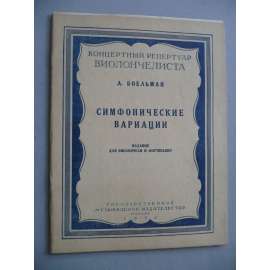 КОНЦЕРТНЫЙ РЕПЕРТУАР
ВИОЛОНЧЕЛИСТА
Л. БОЕЛЬМАН
СИМФОНИЧЕСКИЕ
ВАРИАЦИИ
ИЗДАНИЕ
ДЛЯ ВИОЛОНЧЕЛИ И ФОРТЕПИАНО
ГОСУДАРСТВЕННОЕ
МУЗЫКАЛЬНОЕ ИЗДАТЕЛЬСТВО